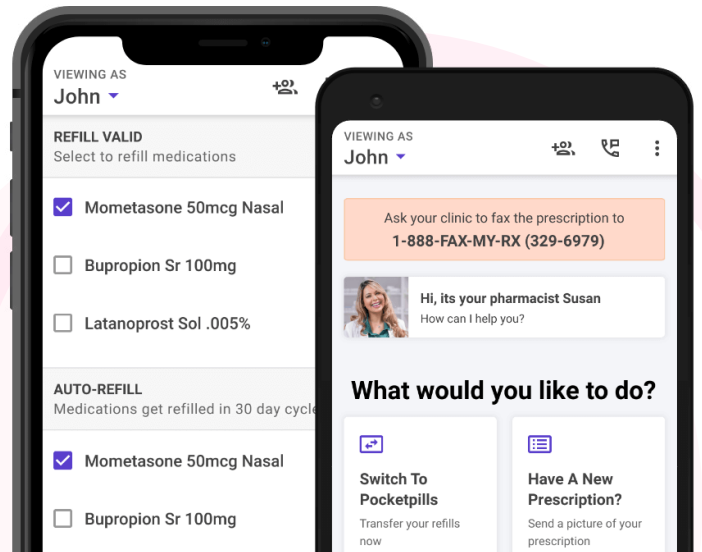 VIEWING AS
John
REFILL VALID
Select to refill medications
Mometasone 50mcg Nasal
Bupropion Sr 100mg
Latanoprost Sol .005%
AUTO-REFILL
Medications get refilled in 30 day cycle
Mometasone 50mcg Nasal
Bupropion Sr 100mg
VIEWING AS
John
Ask your clinic to fax the prescription to
1-888-FAX-MY-RX (329-6979)
Hi, its your pharmacist Susan
How can I help you?
What would you like to do?
Switch To
Pocketpills
Transfer your refills
now
Have A New
Prescription?
Send a picture of your
prescription